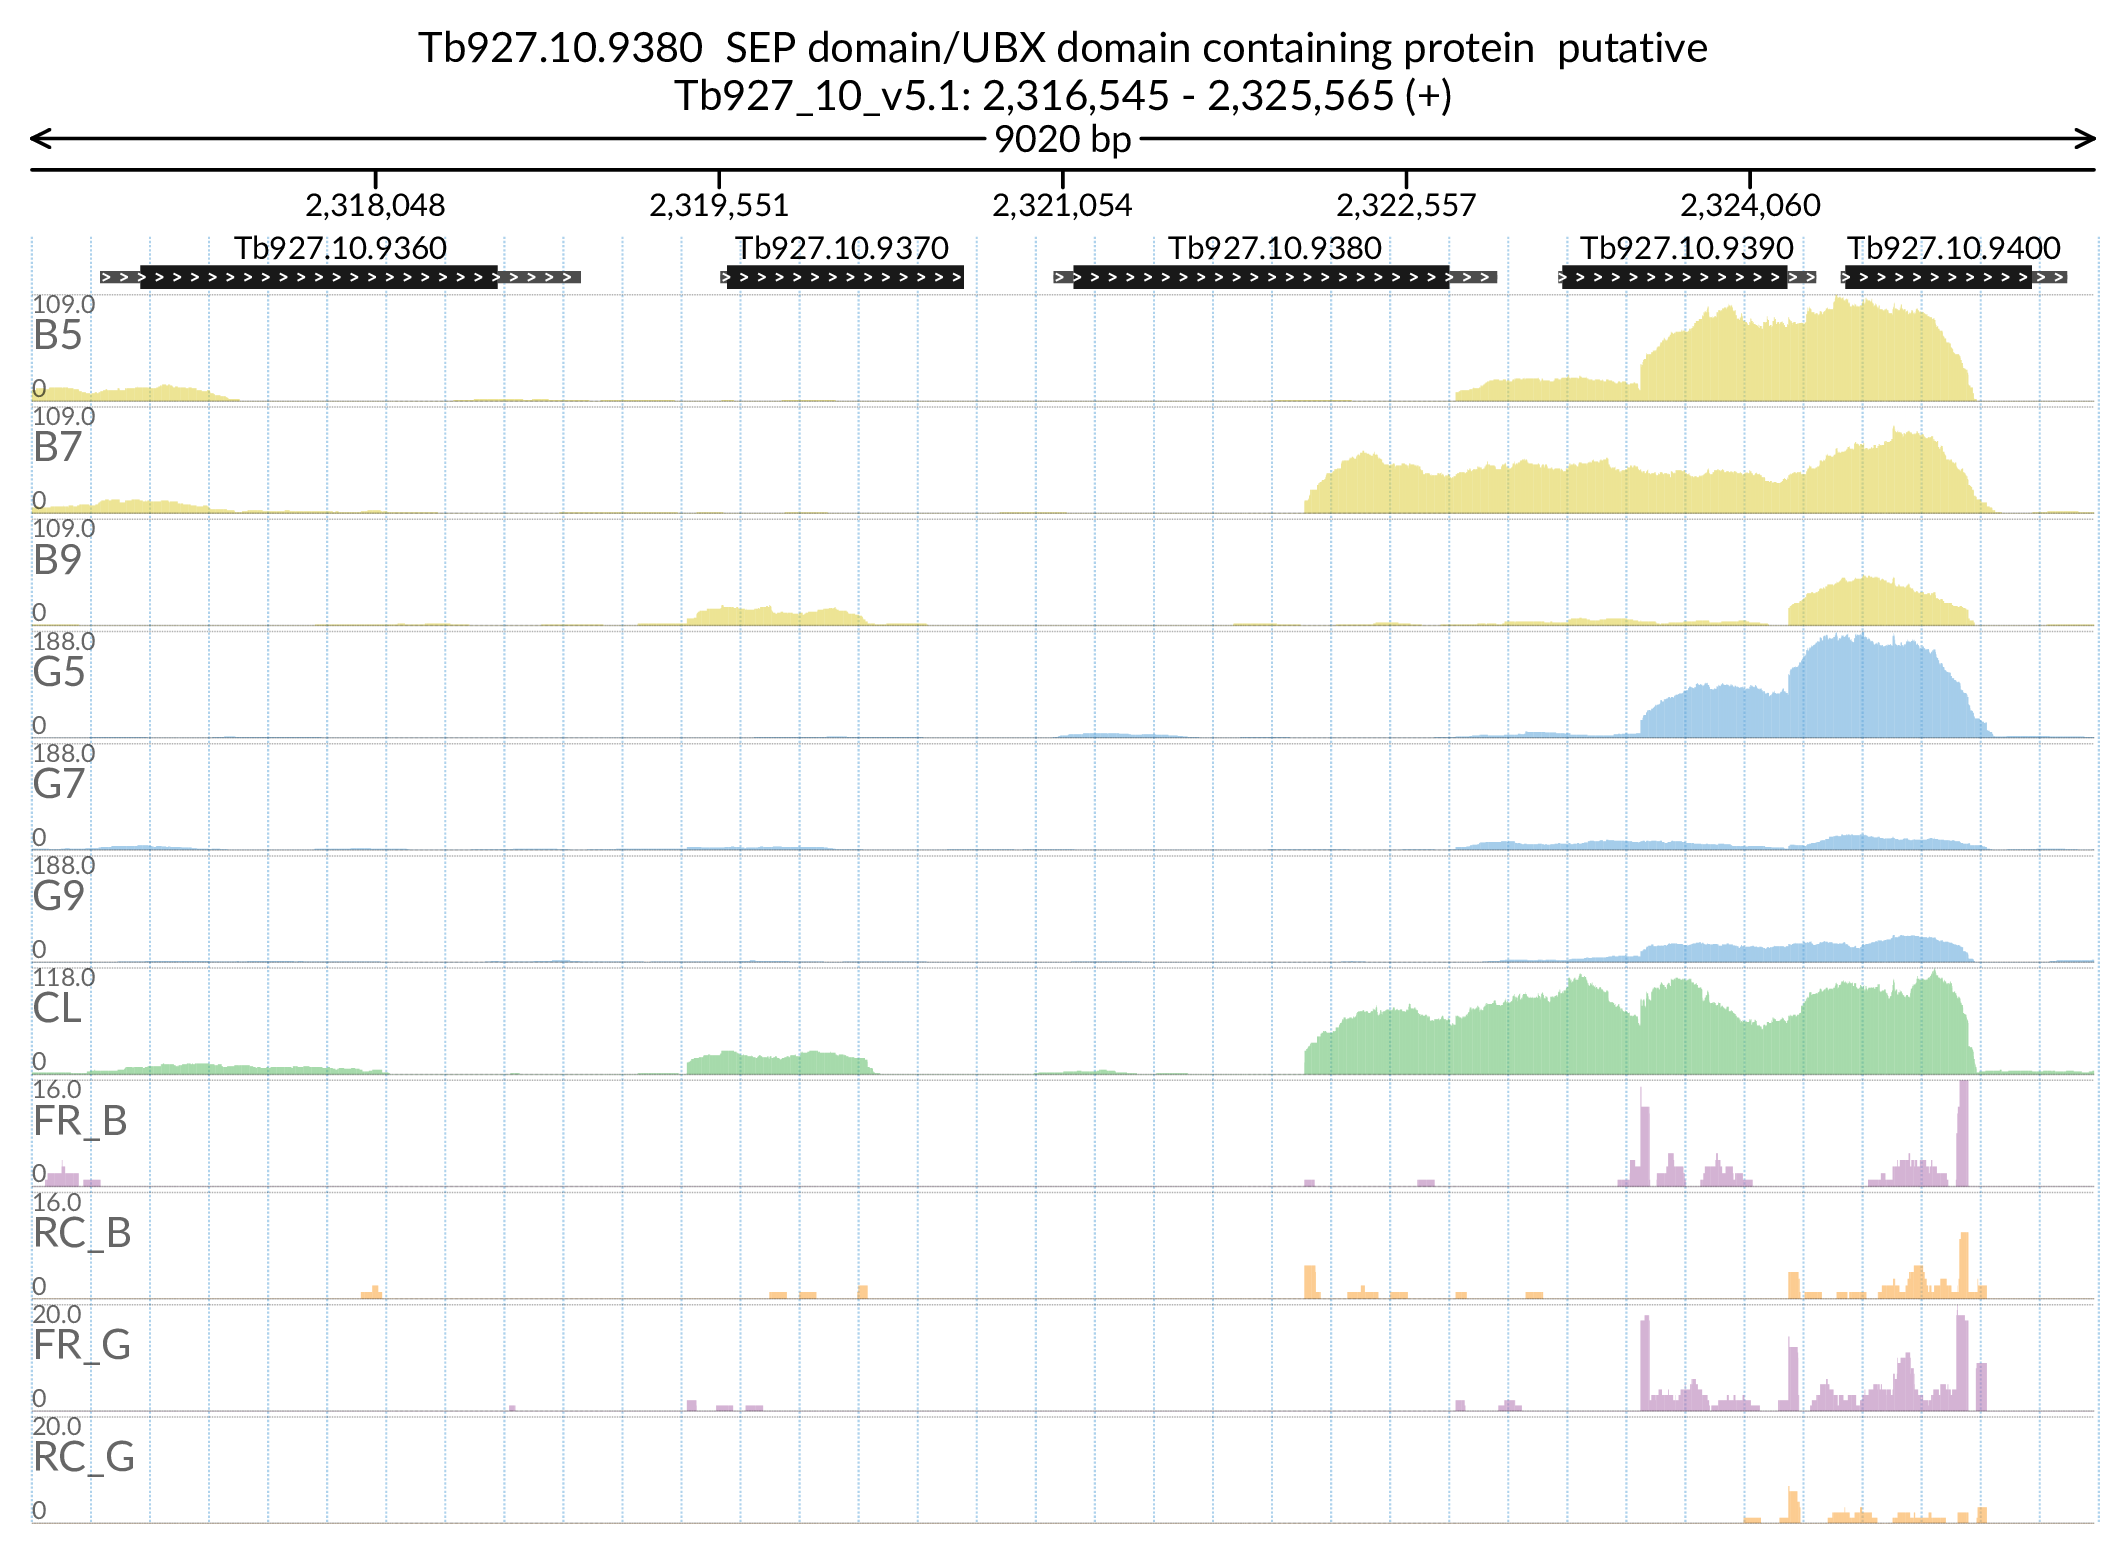 Tb927.10.9380  SEP domain/UBX domain containing protein  putative
Tb927_10_v5.1: 2,316,545 - 2,325,565 (+)
9020 bp
2,318,048 2,319,551 2,321,054 2,322,557 2,324,060
Tb927.10.9360 Tb927.10.9370 Tb927.10.9380 Tb927.10.9390 Tb927.10.9400
109.0
B5
0
109.0
B7
0
109.0
B9
0
188.0
G5
0
188.0
G7
0
188.0
G9
0
118.0
CL
0
16.0
FR_B
0
16.0
RC_B
0
20.0
FR_G
0
20.0
RC_G
0